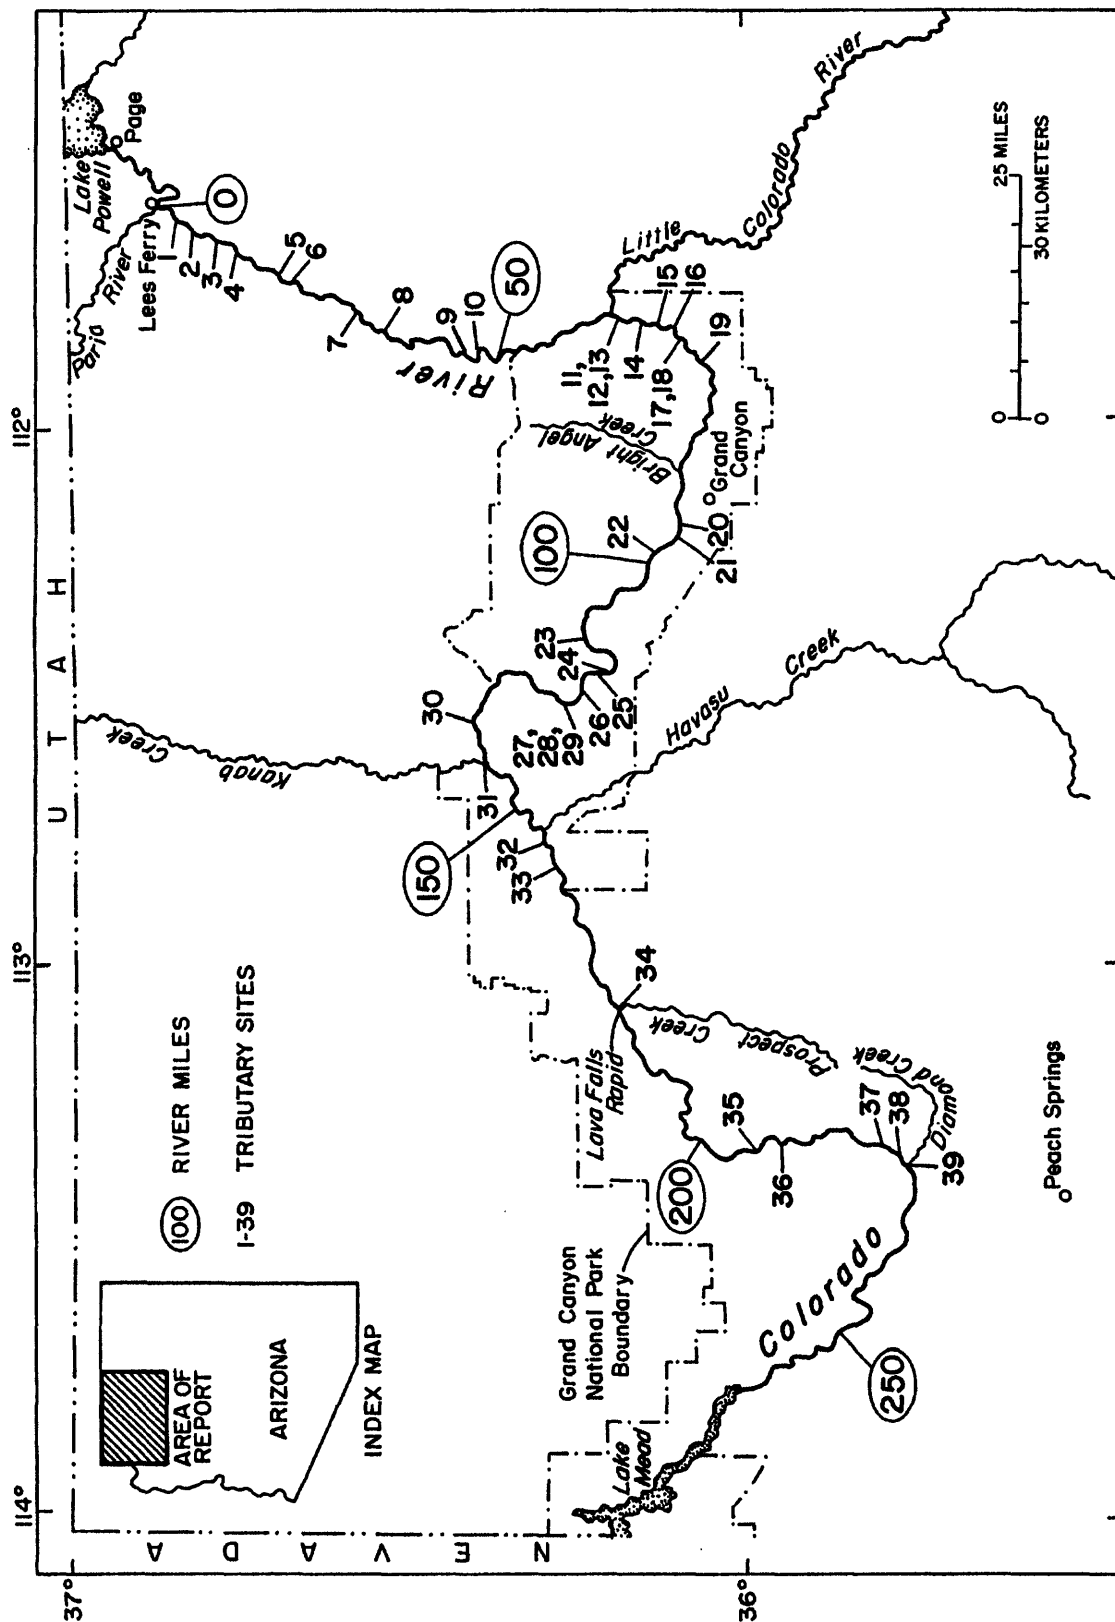 114°
113°
112°
37°
36°
U T A H
N E V A D A
AREA OF
REPORT
ARIZONA
INDEX MAP
100 RIVER MILES
1-39 TRIBUTARY SITES
Lake
Powell
Page
Paria River
Lees Ferry
0
1
2
3
4
5
6
7
8
9
10
50
River
Little Colorado River
11,
12,13
14
15
16
17,18
19
Bright Angel
Creek
Grand
Canyon
20
21
22
100
23
24
25
26
27,
28,
29
30
Kanab Creek
31
150
32
33
Havasu Creek
34
Lava Falls
Rapid
Prospect
Creek
200
35
36
37
38
39
Diamond Creek
Peach Springs
Grand Canyon
National Park
Boundary
Colorado
250
Lake
Mead
0 25 MILES
0 30 KILOMETERS